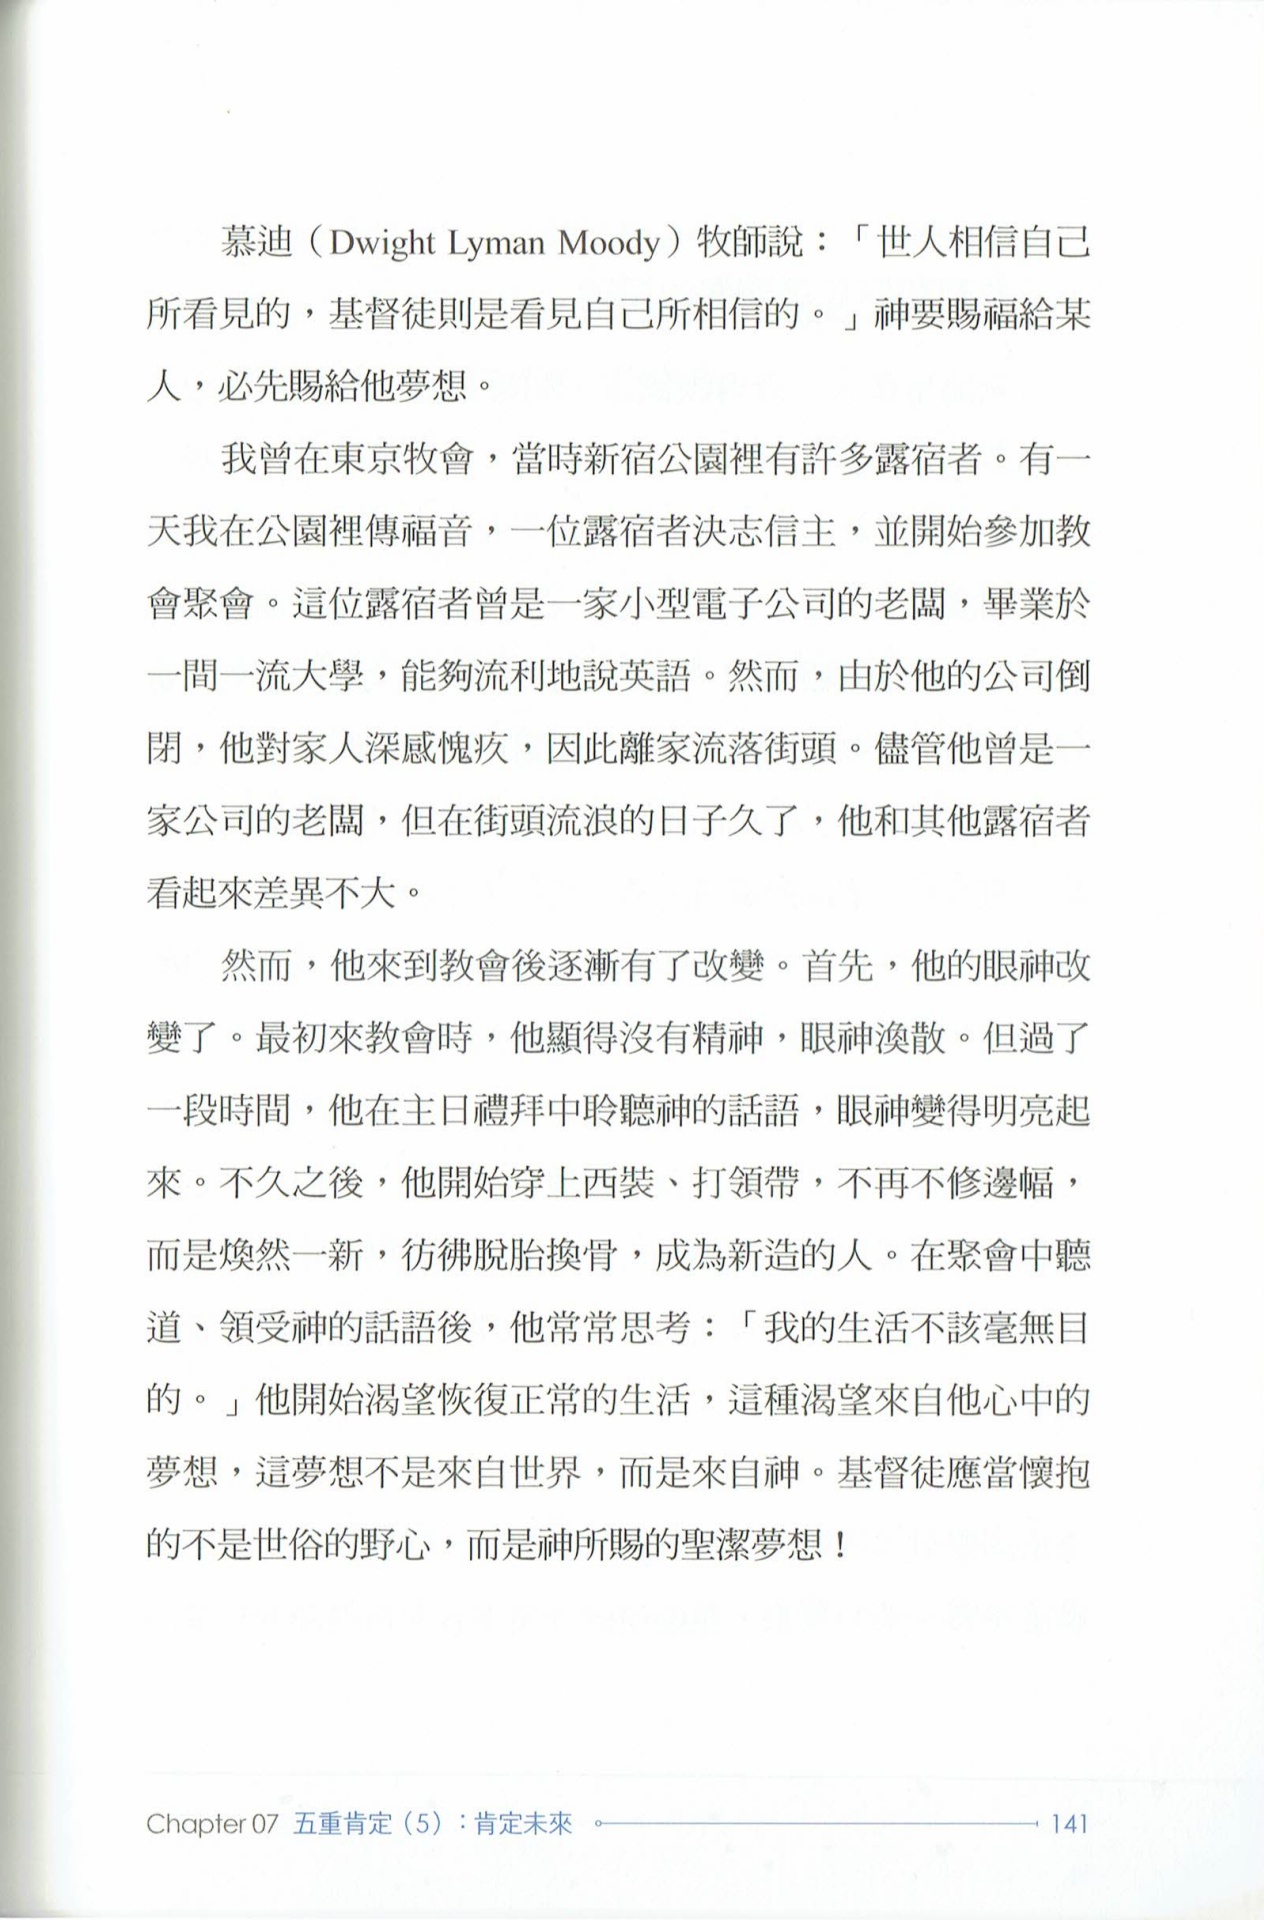 慕迪（Dwight Lyman Moody）牧師說：「世人相信自己
所看見的，基督徒則是看見自己所相信的。」神要賜福給某
人，必先賜給他夢想。
我曾在東京牧會，當時新宿公園裡有許多露宿者。有一
天我在公園裡傳福音，一位露宿者決志信主，並開始參加教
會聚會。這位露宿者曾是一家小型電子公司的老闆，畢業於
一間一流大學，能夠流利地說英語。然而，由於他的公司倒
閉，他對家人深感愧疚，因此離家流落街頭。儘管他曾是一
家公司的老闆，但在街頭流浪的日子久了，他和其他露宿者
看起來差異不大。
然而，他來到教會後逐漸有了改變。首先，他的眼神改
變了。最初來教會時，他顯得沒有精神，眼神渙散。但過了
一段時間，他在主日禮拜中聆聽神的話語，眼神變得明亮起
來。不久之後，他開始穿上西裝、打領帶，不再不修邊幅，
而是煥然一新，彷彿脫胎換骨，成為新造的人。在聚會中聽
道、領受神的話語後，他常常思考：「我的生活不該毫無目
的。」他開始渴望恢復正常的生活，這種渴望來自他心中的
夢想，這夢想不是來自世界，而是來自神。基督徒應當懷抱
的不是世俗的野心，而是神所賜的聖潔夢想！
Chapter 07 五重肯定（5）：肯定未來 141